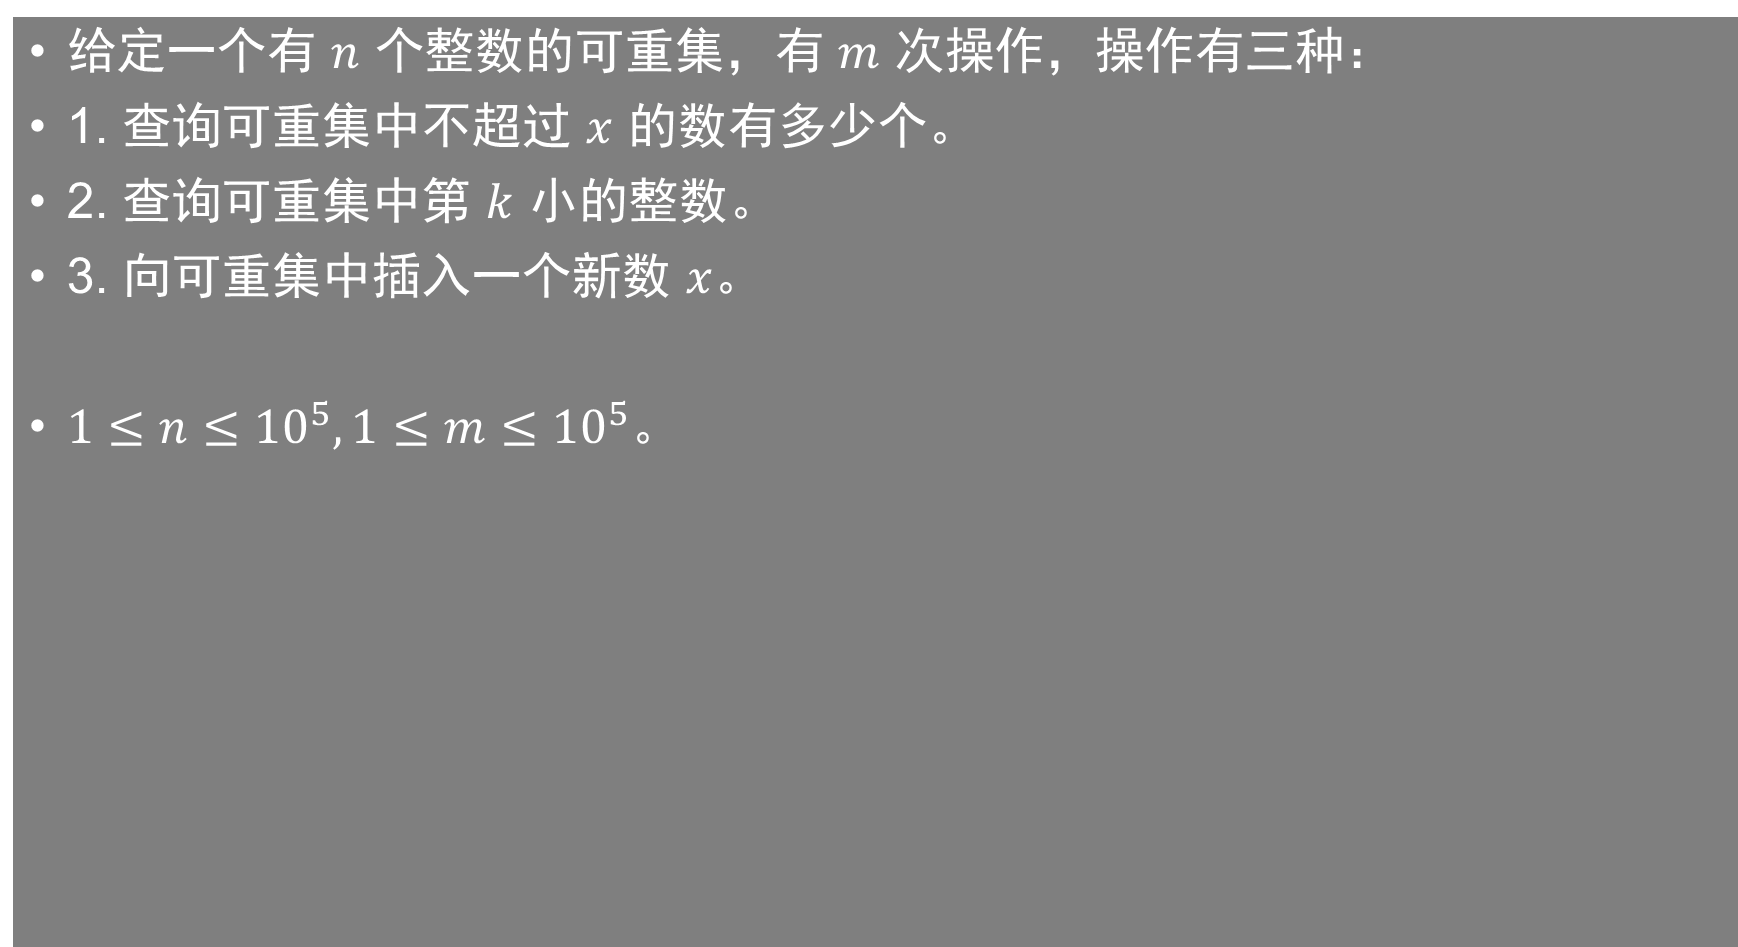 • 给定一个有 n 个整数的可重集，有 m 次操作，操作有三种：
• 1. 查询可重集中不超过 x 的数有多少个。
• 2. 查询可重集中第 k 小的整数。
• 3. 向可重集中插入一个新数 x。
• 1 ≤ n ≤ 10⁵, 1 ≤ m ≤ 10⁵。